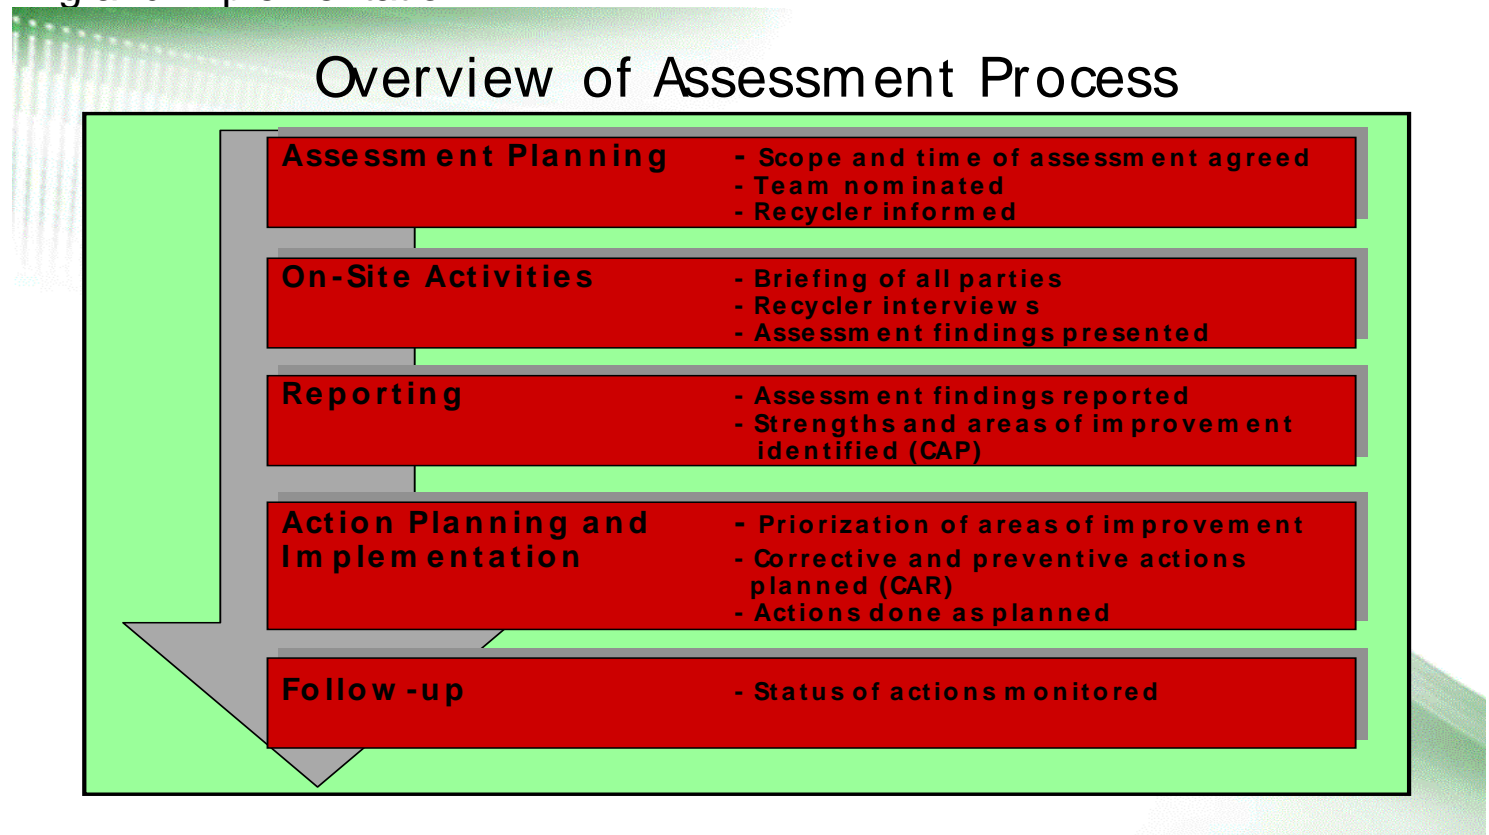 Overview of Assessment Process
Assessment Planning
- Scope and time of assessment agreed
- Team nominated
- Recycler informed
On-Site Activities
- Briefing of all parties
- Recycler interviews
- Assessment findings presented
Reporting
- Assessment findings reported
- Strengths and areas of improvement
identified (CAP)
Action Planning and
Implementation
- Priorization of areas of improvement
- Corrective and preventive actions
planned (CAR)
- Actions done as planned
Follow-up
- Status of actions monitored